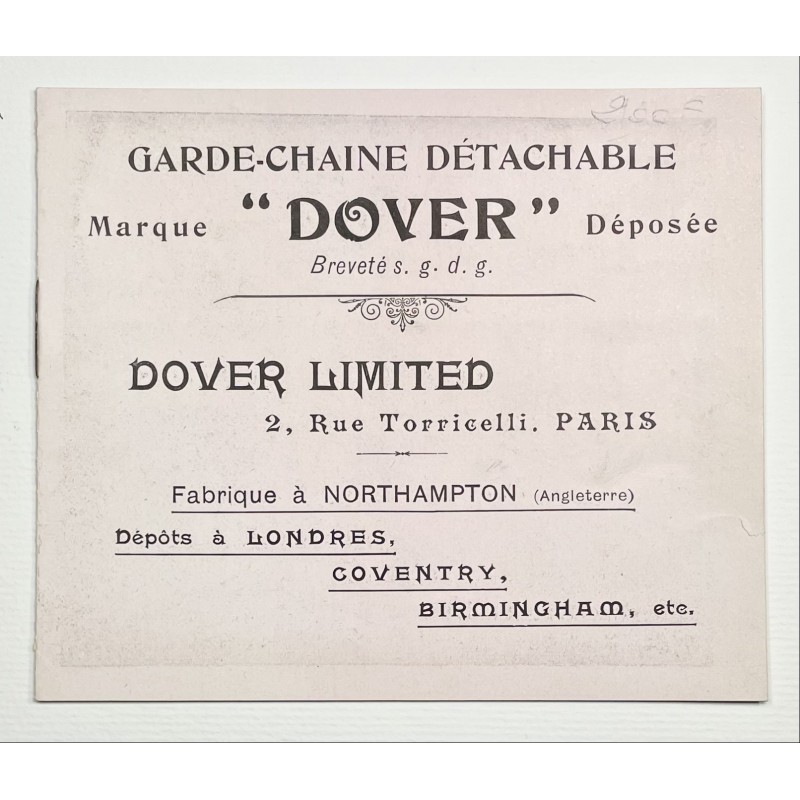 GARDE-CHAINE DÉTACHABLE
Marque "DOVER" Déposée
Breveté s. g. d. g.
DOVER LIMITED
2, Rue Torricelli. PARIS
Fabrique à NORTHAMPTON (Angleterre)
Dépôts à LONDRES,
COVENTRY,
BIRMINGHAM, etc.